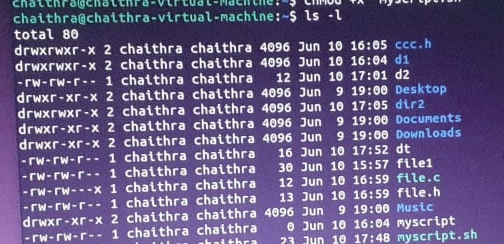 chaithra@chaithra-virtual-machine:~$ chmod +x myscript.sh
chaithra@chaithra-virtual-machine:~$ ls -l
total 80
drwxrwxr-x 2 chaithra chaithra 4096 Jun 10 16:05 ccc.h
drwxrwxr-x 2 chaithra chaithra 4096 Jun 10 16:04 d1
-rw-rw-r-- 1 chaithra chaithra 12 Jun 10 17:01 d2
drwxr-xr-x 2 chaithra chaithra 4096 Jun 9 19:00 Desktop
drwxrwxr-x 2 chaithra chaithra 4096 Jun 10 17:05 dir2
drwxr-xr-x 2 chaithra chaithra 4096 Jun 9 19:00 Documents
drwxr-xr-x 2 chaithra chaithra 4096 Jun 9 19:00 Downloads
-rw-rw-r-- 1 chaithra chaithra 16 Jun 10 17:52 dt
-rw-rw-r-- 1 chaithra chaithra 30 Jun 10 15:57 file1
-rw-rw---x 1 chaithra chaithra 12 Jun 10 16:59 file.c
-rw-rw-r-- 1 chaithra chaithra 13 Jun 10 16:59 file.h
drwxr-xr-x 2 chaithra chaithra 4096 Jun 9 19:00 Music
-rw-rw-r-- 1 chaithra chaithra 0 Jun 10 16:04 myscript
chaithra 23 Jun 10 17:48 myscript.sh